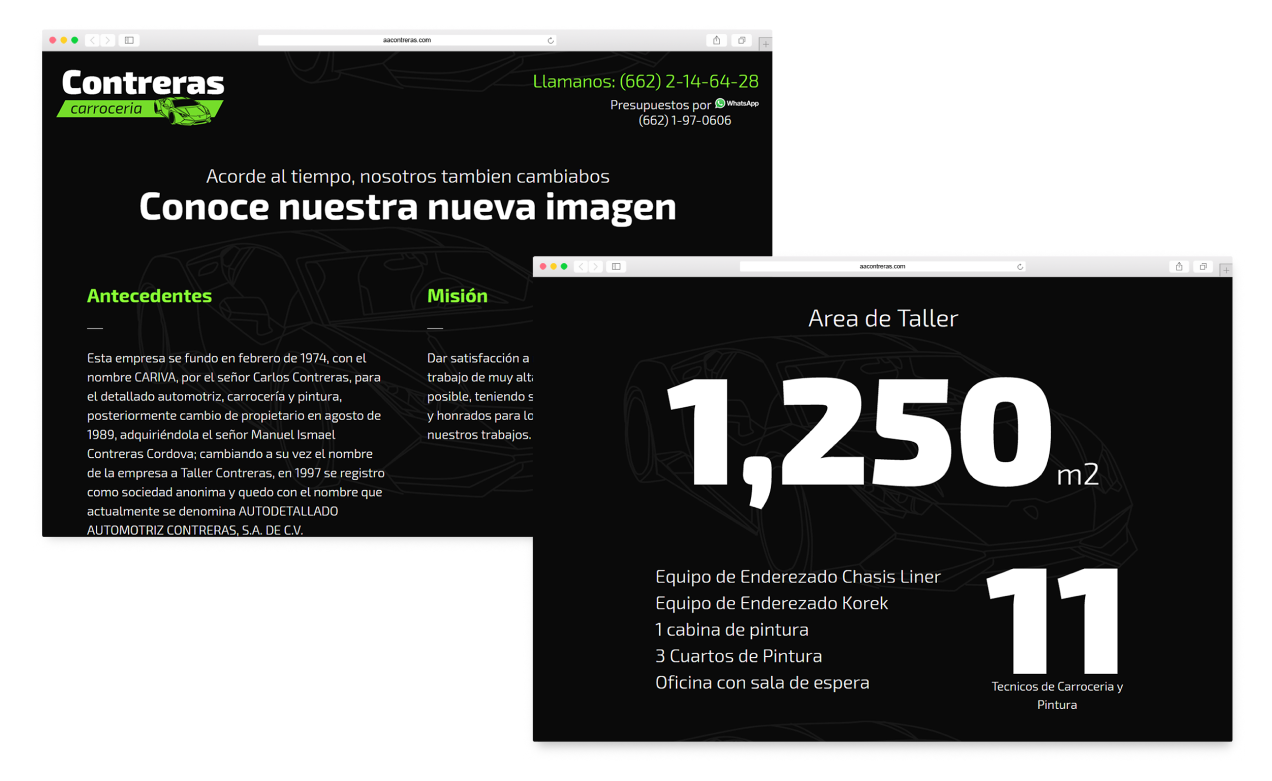 aacontreras.com
Contreras
carroceria
Llamanos: (662) 2-14-64-28
Presupuestos por WhatsApp
(662) 1-97-0606
Acorde al tiempo, nosotros tambien cambiabos
Conoce nuestra nueva imagen
Antecedentes
Esta empresa se fundo en febrero de 1974, con el
nombre CARIVA, por el señor Carlos Contreras, para
el detallado automotriz, carrocería y pintura,
posteriormente cambio de propietario en agosto de
1989, adquiriéndola el señor Manuel Ismael
Contreras Cordova; cambiando a su vez el nombre
de la empresa a Taller Contreras, en 1997 se registro
como sociedad anonima y quedo con el nombre que
actualmente se denomina AUTODETALLADO
AUTOMOTRIZ CONTRERAS, S.A. DE C.V.
Misión
Dar satisfacción a
trabajo de muy alt
posible, teniendo s
y honrados para lo
nuestros trabajos.
aacontreras.com
Area de Taller
1,250 m2
Equipo de Enderezado Chasis Liner
Equipo de Enderezado Korek
1 cabina de pintura
3 Cuartos de Pintura
Oficina con sala de espera
11
Tecnicos de Carroceria y
Pintura